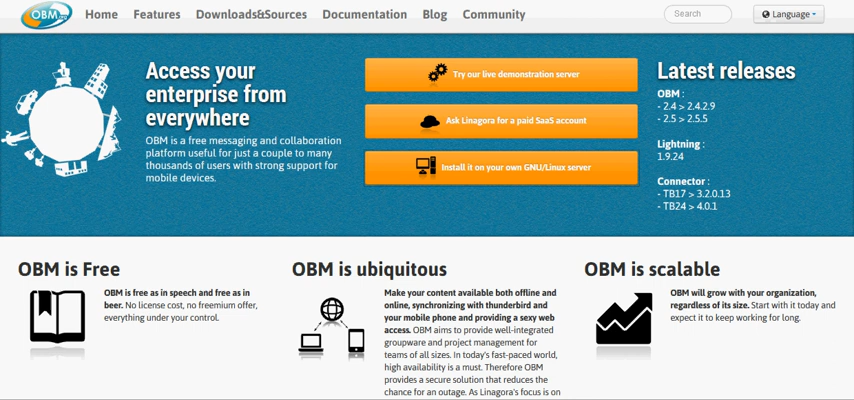 OBM.org
Home Features Downloads&Sources Documentation Blog Community
Search
Language
Access your
enterprise from
everywhere
OBM is a free messaging and collaboration
platform useful for just a couple to many
thousands of users with strong support for
mobile devices.
Try our live demonstration server
Ask Linagora for a paid SaaS account
Install it on your own GNU/Linux server
Latest releases
OBM :
- 2.4 > 2.4.2.9
- 2.5 > 2.5.5
Lightning :
1.9.24
Connector :
- TB17 > 3.2.0.13
- TB24 > 4.0.1
OBM is Free
OBM is free as in speech and free as in
beer. No license cost, no freemium offer,
everything under your control.
OBM is ubiquitous
Make your content available both offline and
online, synchronizing with thunderbird and
your mobile phone and providing a sexy web
access. OBM aims to provide well-integrated
groupware and project management for
teams of all sizes. In today's fast-paced world,
high availability is a must. Therefore OBM
provides a secure solution that reduces the
chance of an outage. As Linagora's focus is on
OBM is scalable
OBM will grow with your organization,
regardless of its size. Start with it today and
expect it to keep working for long.